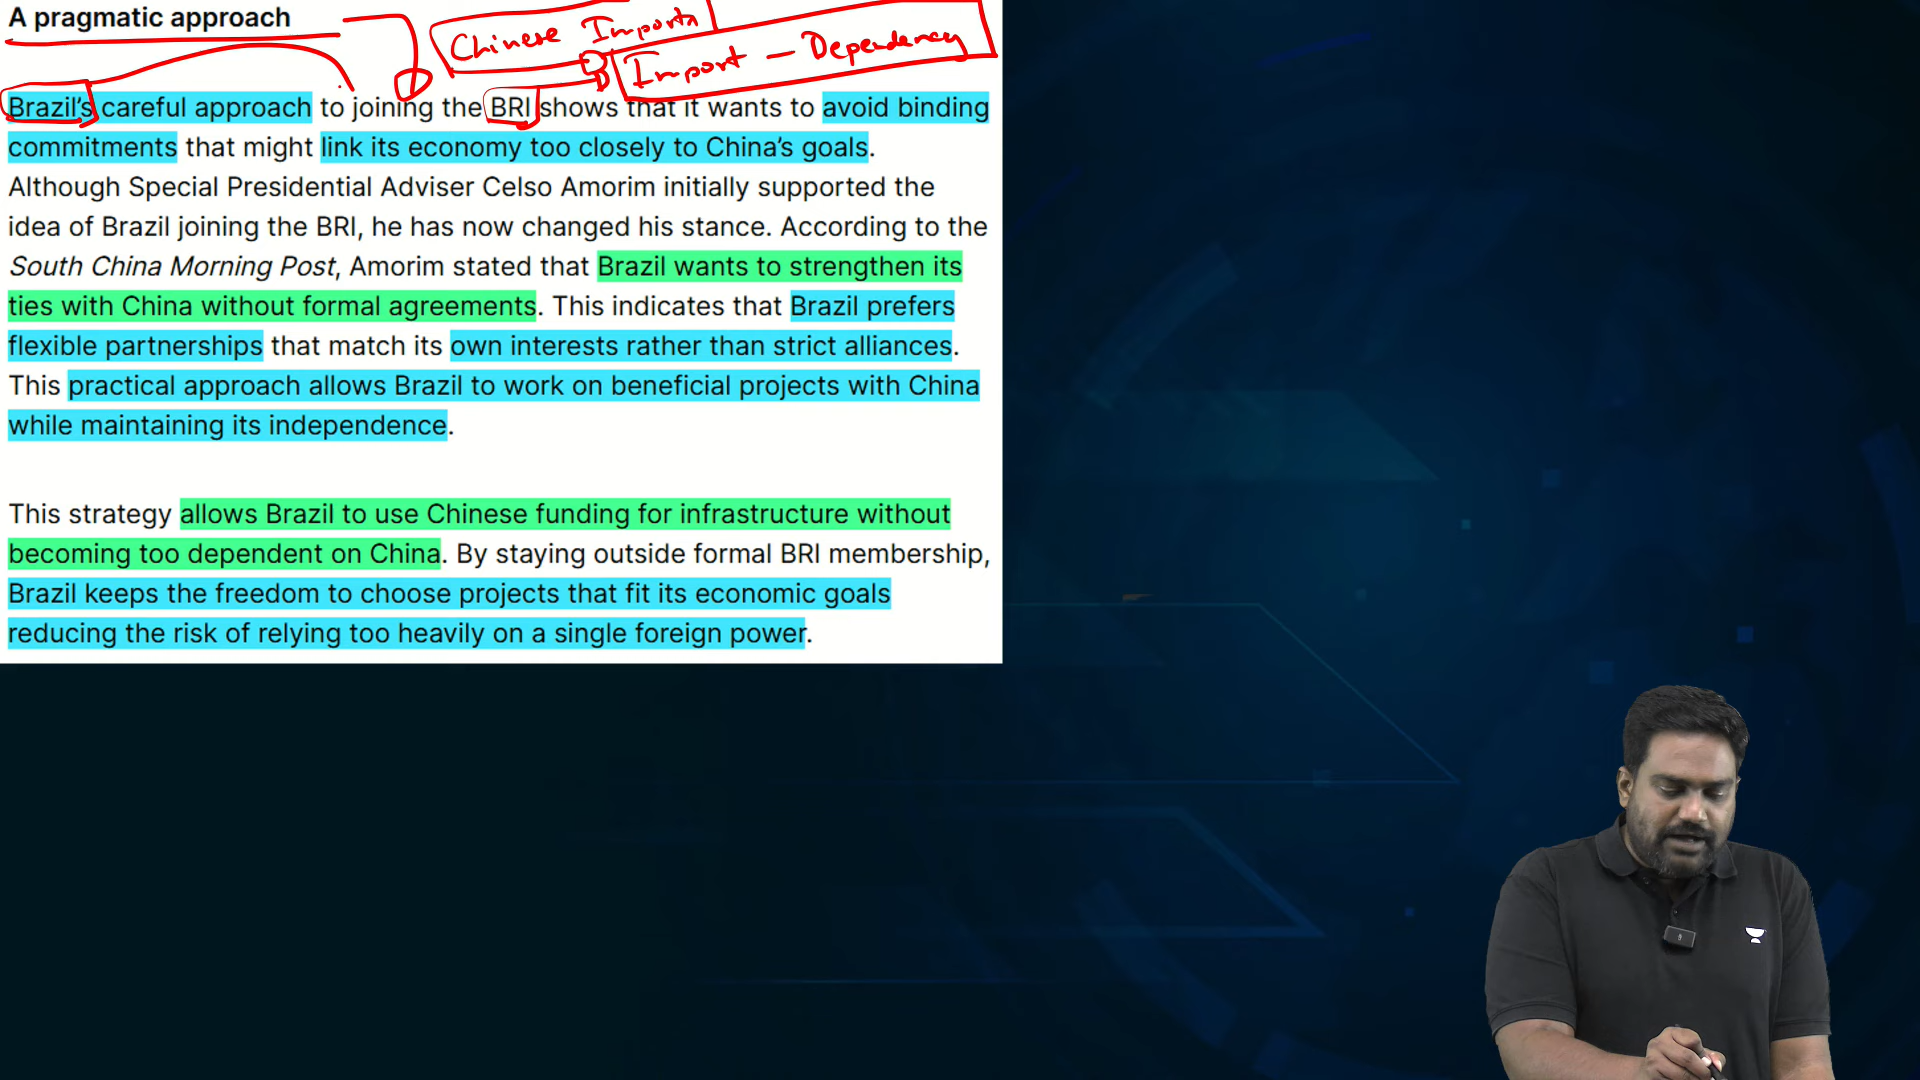 A pragmatic approach
Chinese Imports
Import - Dependency
Brazil's careful approach to joining the BRI shows that it wants to avoid binding
commitments that might link its economy too closely to China's goals.
Although Special Presidential Adviser Celso Amorim initially supported the
idea of Brazil joining the BRI, he has now changed his stance. According to the
South China Morning Post, Amorim stated that Brazil wants to strengthen its
ties with China without formal agreements. This indicates that Brazil prefers
flexible partnerships that match its own interests rather than strict alliances.
This practical approach allows Brazil to work on beneficial projects with China
while maintaining its independence.
This strategy allows Brazil to use Chinese funding for infrastructure without
becoming too dependent on China. By staying outside formal BRI membership,
Brazil keeps the freedom to choose projects that fit its economic goals
reducing the risk of relying too heavily on a single foreign power.